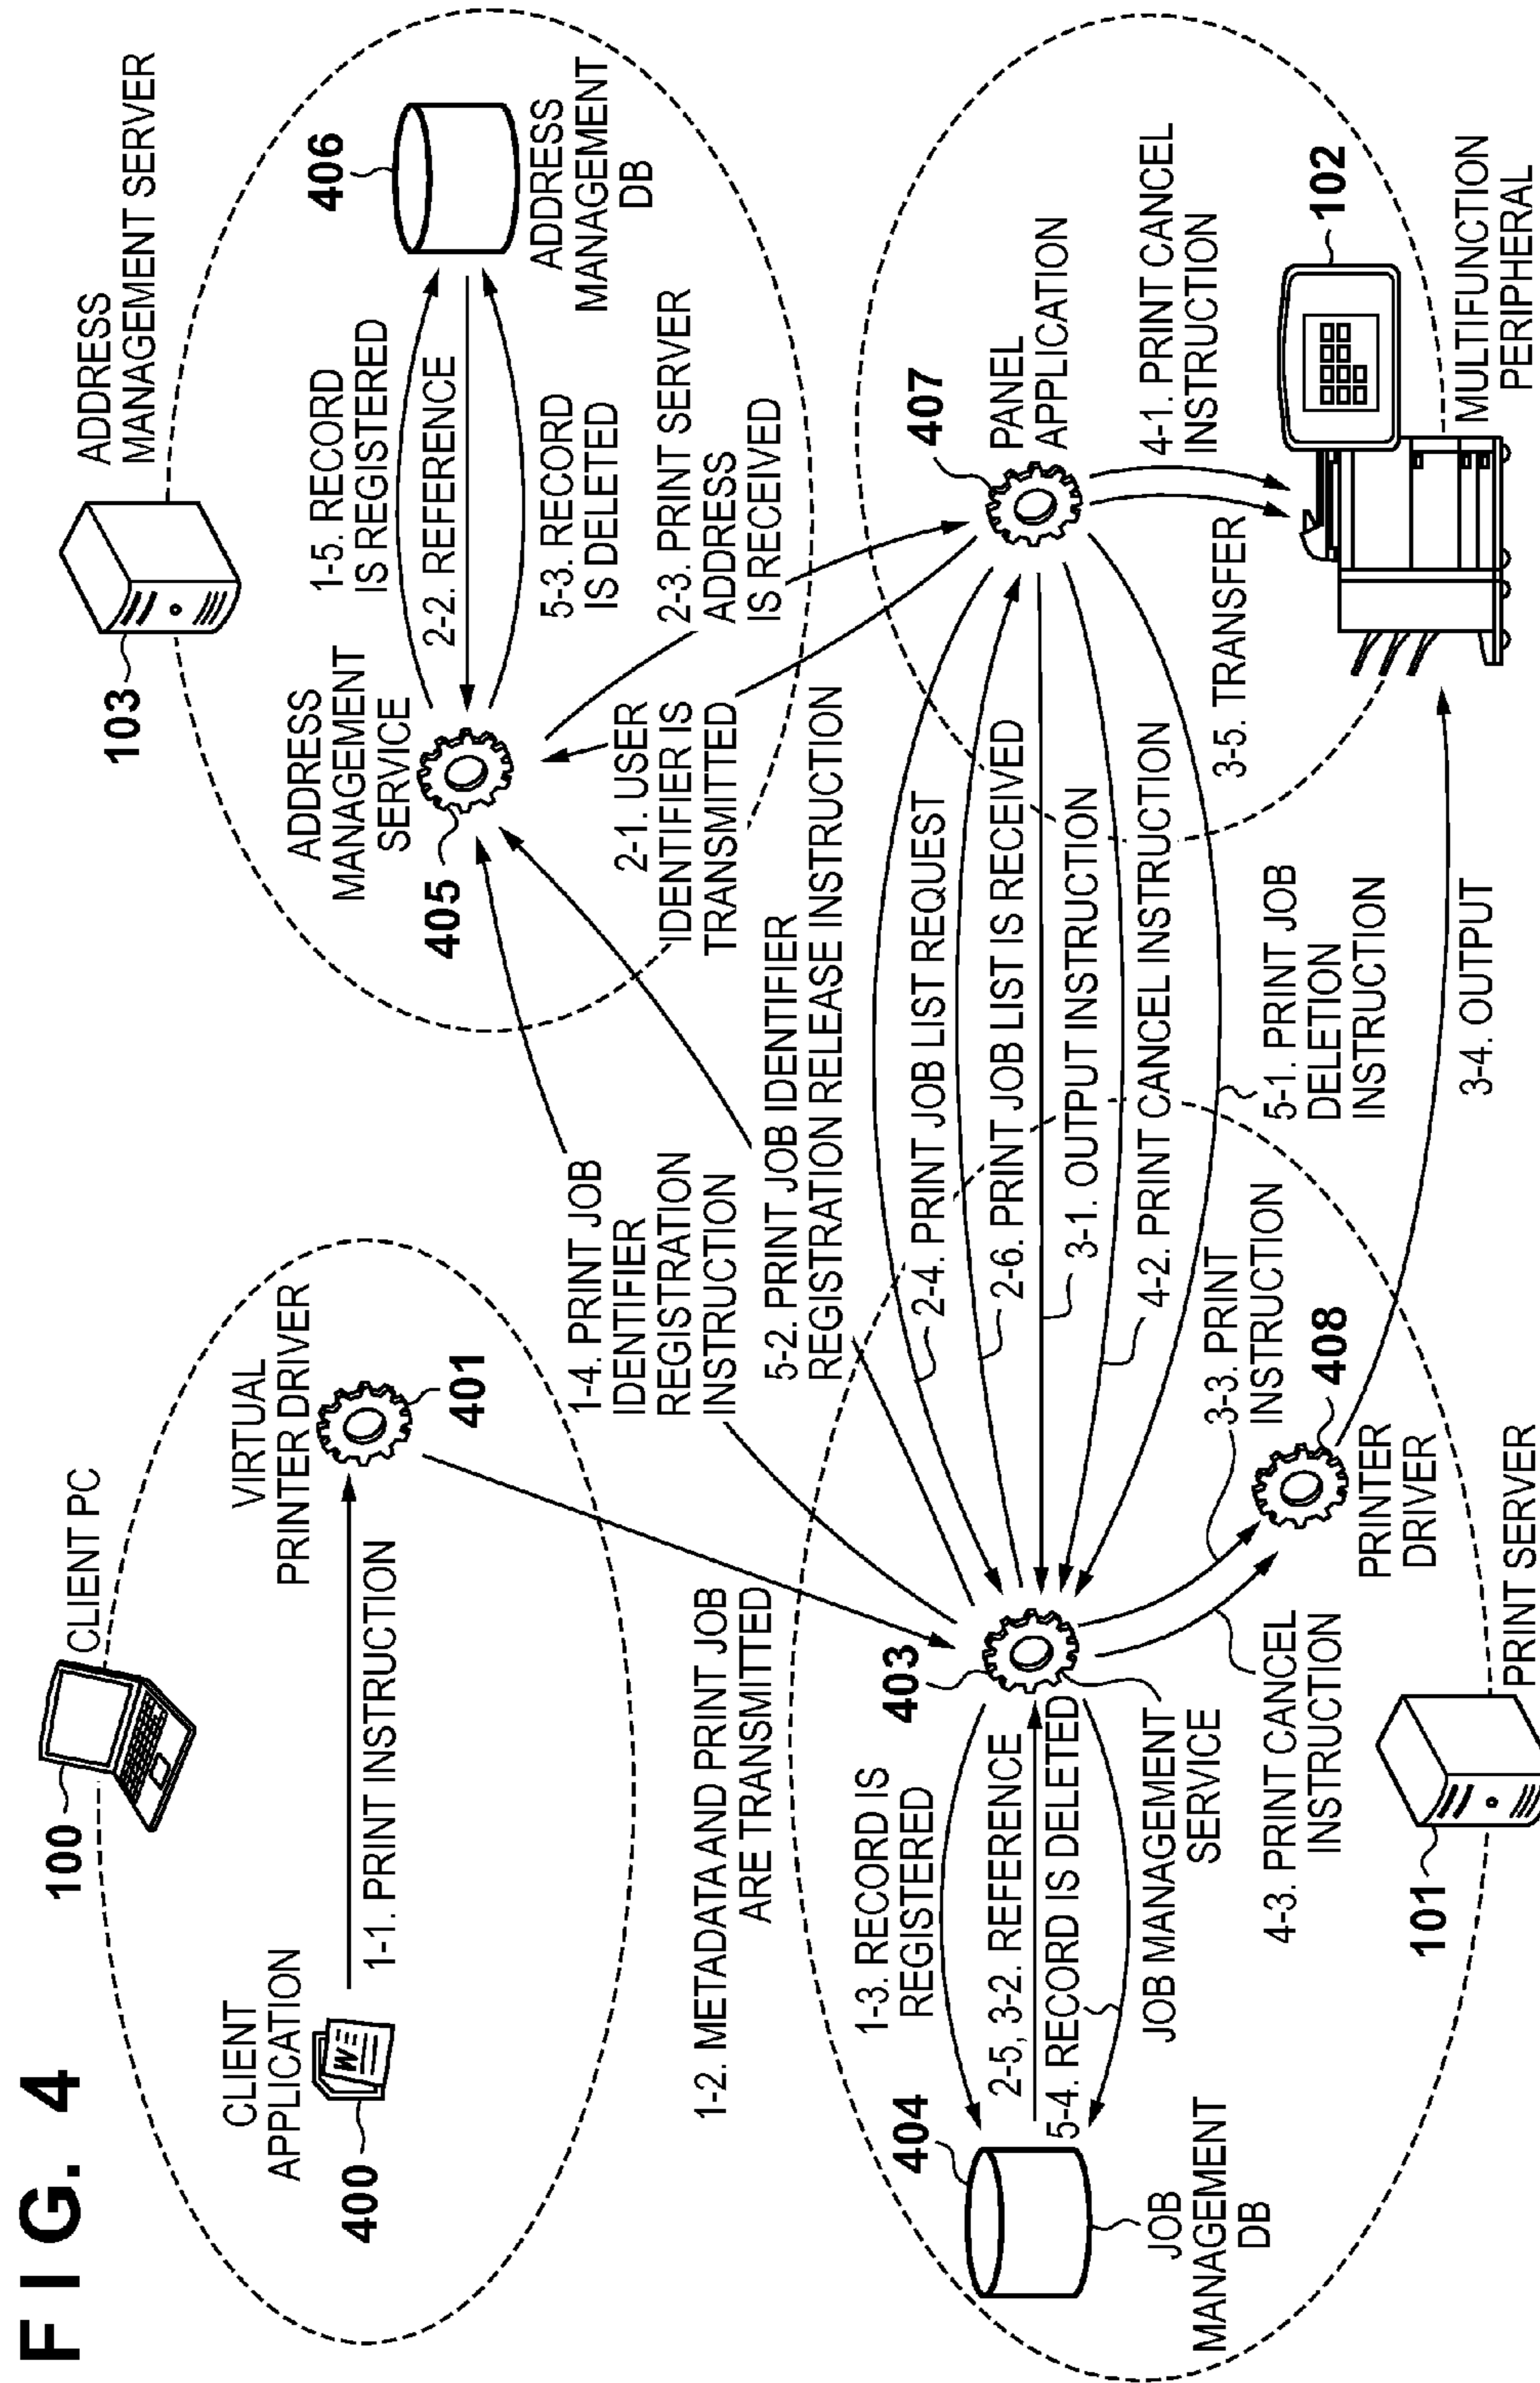 FIG. 4
100
CLIENT PC
CLIENT
APPLICATION
400
1-1. PRINT INSTRUCTION
VIRTUAL
PRINTER DRIVER
401
ADDRESS
MANAGEMENT SERVER
103
ADDRESS
MANAGEMENT
SERVICE
405
1-5. RECORD
IS REGISTERED
2-2. REFERENCE
5-3. RECORD
IS DELETED
406
ADDRESS
MANAGEMENT
DB
1-2. METADATA AND PRINT JOB
ARE TRANSMITTED
1-4. PRINT JOB
IDENTIFIER
REGISTRATION
INSTRUCTION
5-2. PRINT JOB IDENTIFIER
REGISTRATION RELEASE INSTRUCTION
2-1. USER
IDENTIFIER IS
TRANSMITTED
2-3. PRINT SERVER
ADDRESS
IS RECEIVED
404
JOB
MANAGEMENT
DB
1-3. RECORD IS
REGISTERED
2-5, 3-2. REFERENCE
5-4. RECORD IS DELETED
403
JOB MANAGEMENT
SERVICE
2-4. PRINT JOB LIST REQUEST
2-6. PRINT JOB LIST IS RECEIVED
3-1. OUTPUT INSTRUCTION
4-2. PRINT CANCEL INSTRUCTION
5-1. PRINT JOB
DELETION
INSTRUCTION
407
PANEL
APPLICATION
4-1. PRINT CANCEL
INSTRUCTION
3-5. TRANSFER
102
MULTIFUNCTION
PERIPHERAL
4-3. PRINT CANCEL
INSTRUCTION
3-3. PRINT
INSTRUCTION
408
PRINTER
DRIVER
3-4. OUTPUT
101
PRINT SERVER
W